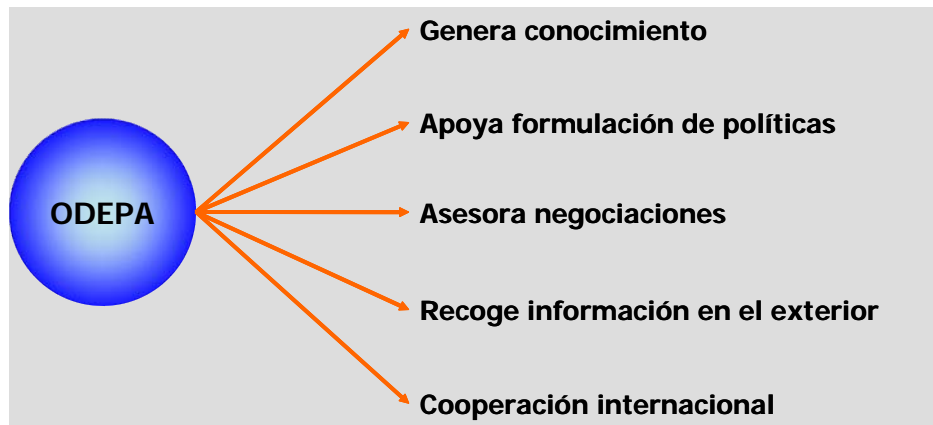 Genera conocimiento
Apoya formulación de políticas
ODEPA
Asesora negociaciones
Recoge información en el exterior
Cooperación internacional